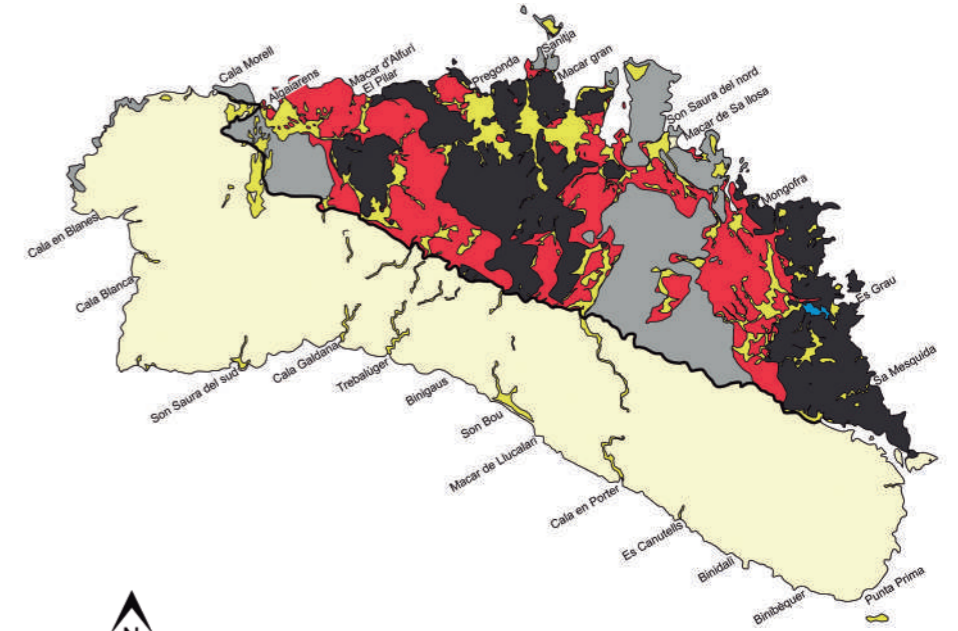 Cala Morell
Algaiarens
Macar d'Alfurí
El Pilar
Pregonda
Sanitja
Macar gran
Son Saura del nord
Macar de Sa llosa
Mongofra
Es Grau
Sa Mesquida
Cala en Blanes
Cala Blanca
Son Saura del sud
Cala Galdana
Trebalúger
Binigaus
Son Bou
Macar de Llucalari
Cala en Porter
Es Canutells
Binidalí
Binibèquer
Punta Prima
N